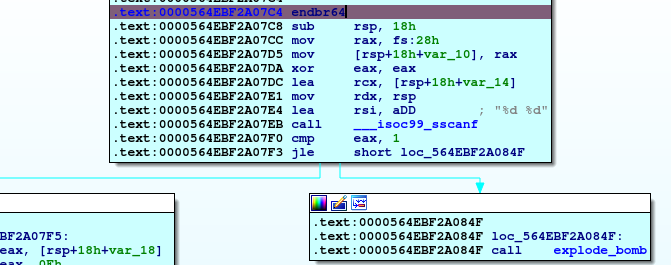 .text:0000564EBF2A07C4 endbr64
.text:0000564EBF2A07C8 sub rsp, 18h
.text:0000564EBF2A07CC mov rax, fs:28h
.text:0000564EBF2A07D5 mov [rsp+18h+var_10], rax
.text:0000564EBF2A07DA xor eax, eax
.text:0000564EBF2A07DC lea rcx, [rsp+18h+var_14]
.text:0000564EBF2A07E1 mov rdx, rsp
.text:0000564EBF2A07E4 lea rsi, aDD ; "%d %d"
.text:0000564EBF2A07EB call ___isoc99_sscanf
.text:0000564EBF2A07F0 cmp eax, 1
.text:0000564EBF2A07F3 jle short loc_564EBF2A084F
BF2A07F5:
eax, [rsp+18h+var_18]
eax, 0Eh
.text:0000564EBF2A084F
.text:0000564EBF2A084F loc_564EBF2A084F:
.text:0000564EBF2A084F call explode_bomb